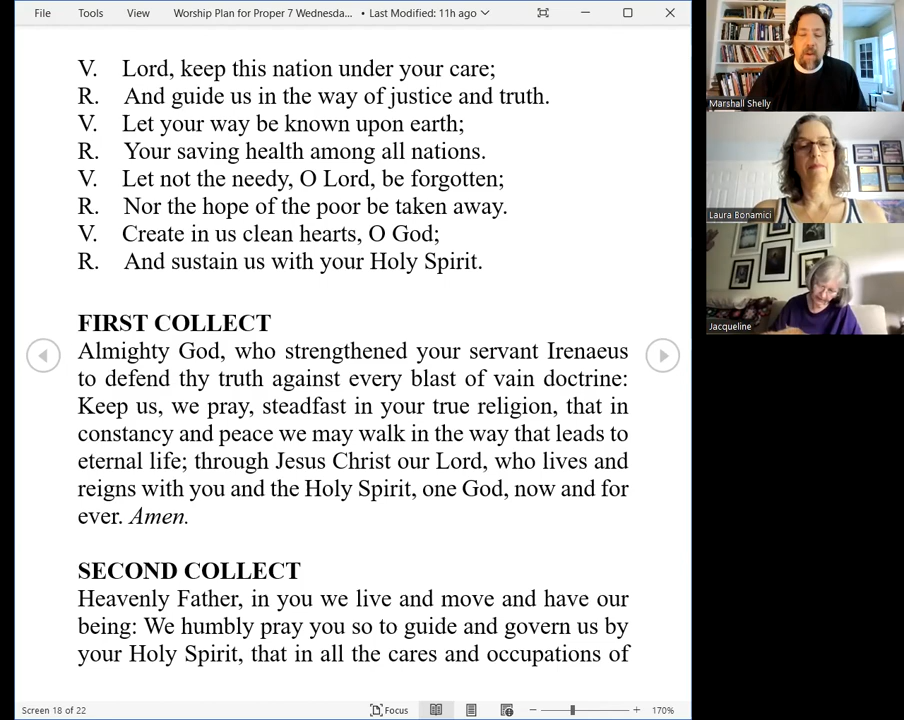 File Tools Worship Plan for Proper 7 Wednesda... • Last Modified: 11h ago
V. Lord, keep this nation under your care;
R. And guide us in the way of justice and truth.
V. Let your way be known upon earth;
R. Your saving health among all nations.
V. Let not the needy, O Lord, be forgotten;
R. Nor the hope of the poor be taken away.
V. Create in us clean hearts, O God;
R. And sustain us with your Holy Spirit.
FIRST COLLECT
Almighty God, who strengthened your servant Irenaeus
to defend thy truth against every blast of vain doctrine:
Keep us, we pray, steadfast in your true religion, that in
constancy and peace we may walk in the way that leads to
eternal life; through Jesus Christ our Lord, who lives and
reigns with you and the Holy Spirit, one God, now and for
ever. Amen.
SECOND COLLECT
Heavenly Father, in you we live and move and have our
being: We humbly pray you so to guide and govern us by
your Holy Spirit, that in all the cares and occupations of
Screen 18 of 22 Focus 170%
Marshall Shelly
Laura Bonamici
Jacqueline